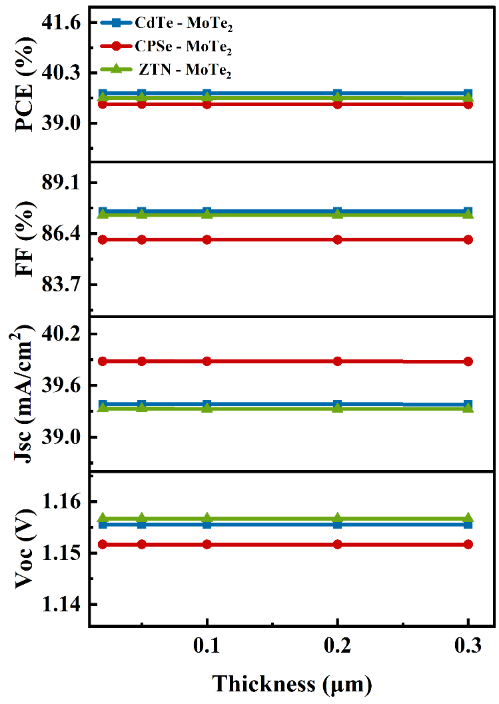 CdTe - MoTe₂
CPSe - MoTe₂
ZTN - MoTe₂
PCE (%)
41.6
40.3
39.0
FF (%)
89.1
86.4
83.7
Jsc (mA/cm²)
40.2
39.6
39.0
Voc (V)
1.16
1.15
1.14
0.1 0.2 0.3
Thickness (μm)